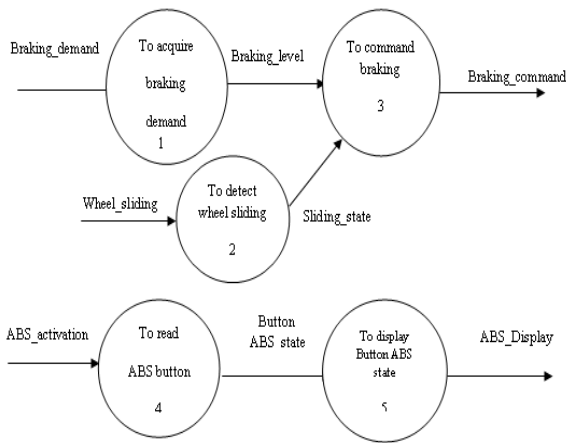 Braking_demand
To acquire
braking
demand
1
Braking_level
To command
braking
3
Braking_command
Wheel_sliding
To detect
wheel sliding
2
Sliding_state
ABS_activation
To read
ABS button
4
Button
ABS state
To display
Button ABS
state
5
ABS_Display